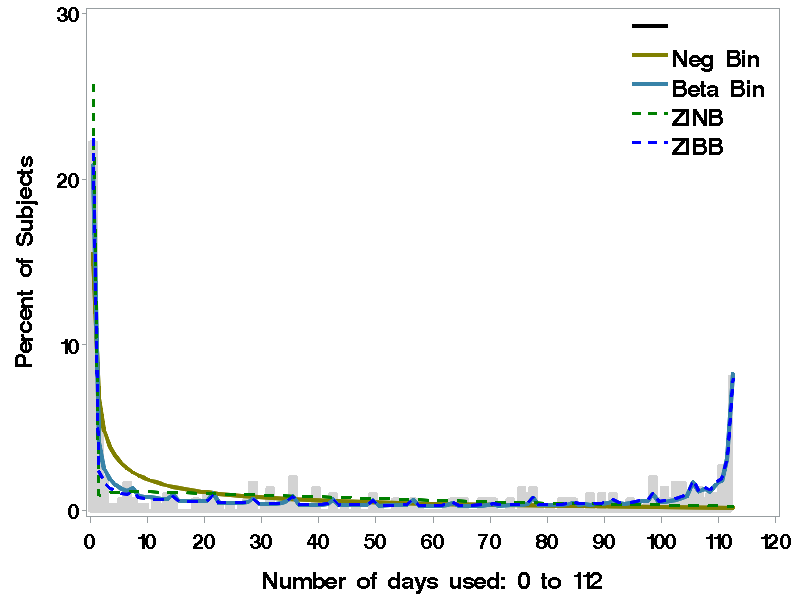 30
20
10
0
Percent of Subjects
Neg Bin
Beta Bin
ZINB
ZIBB
0 10 20 30 40 50 60 70 80 90 100 110 120
Number of days used: 0 to 112